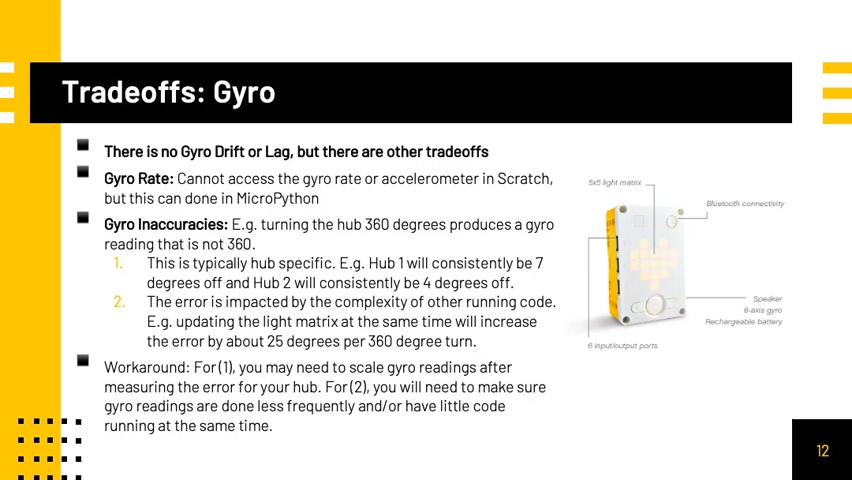 Tradeoffs: Gyro
There is no Gyro Drift or Lag, but there are other tradeoffs
Gyro Rate: Cannot access the gyro rate or accelerometer in Scratch,
but this can done in MicroPython
Gyro Inaccuracies: E.g. turning the hub 360 degrees produces a gyro
reading that is not 360.
1. This is typically hub specific. E.g. Hub 1 will consistently be 7
degrees off and Hub 2 will consistently be 4 degrees off.
2. The error is impacted by the complexity of other running code.
E.g. updating the light matrix at the same time will increase
the error by about 25 degrees per 360 degree turn.
Workaround: For (1), you may need to scale gyro readings after
measuring the error for your hub. For (2), you will need to make sure
gyro readings are done less frequently and/or have little code
running at the same time.
5x5 light matrix
Bluetooth connectivity
Speaker
6-axis gyro
Rechargeable battery
6 input/output ports
12